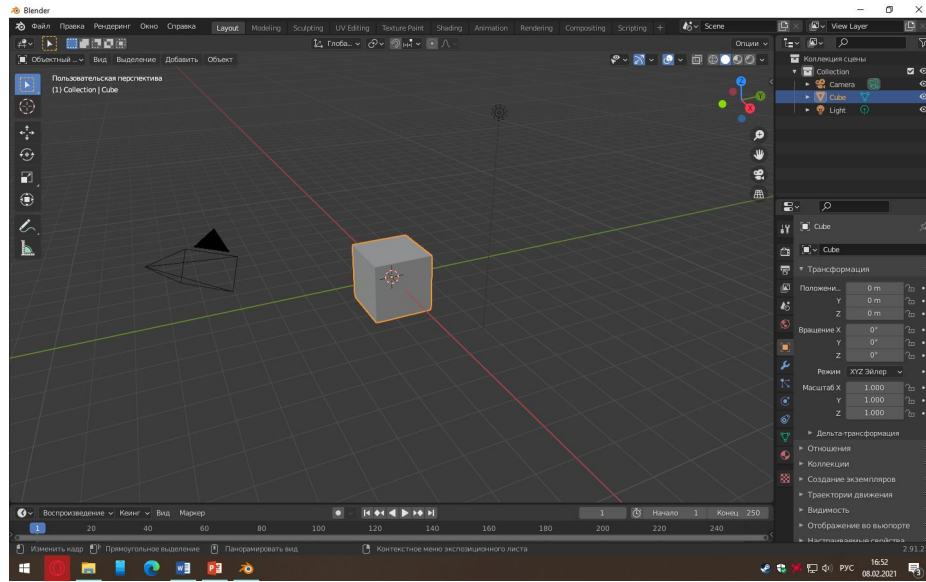 Blender
Файл Правка Рендеринг Окно Справка Layout Modeling Sculpting UV Editing Texture Paint Shading Animation Rendering Compositing Scripting + Scene View Layer
Глоба.. Опции
Объектный .. Вид Выделение Добавить Объект
Пользовательская перспектива
(1) Collection | Cube
X
Y
Z
Коллекция сцены
Collection
Camera
Cube
Light
Cube
Cube
Трансформация
Положени... 0 m
Y 0 m
Z 0 m
Вращение X 0°
Y 0°
Z 0°
Режим XYZ Эйлер
Масштаб X 1.000
Y 1.000
Z 1.000
Дельта-трансформация
Отношения
Коллекции
Создание экземпляров
Траектории движения
Видимость
Отображение во вьюпорте
Настраиваемые свойства
Воспроизведение Кеинг Вид Маркер 1 Начало 1 Конец 250
1 20 40 60 80 100 120 140 160 180 200 220 240
Изменить кадр Прямоугольное выделение Панорамировать вид Контекстное меню экспозиционного листа 2.91.2
РУС 16:52
08.02.2021
3